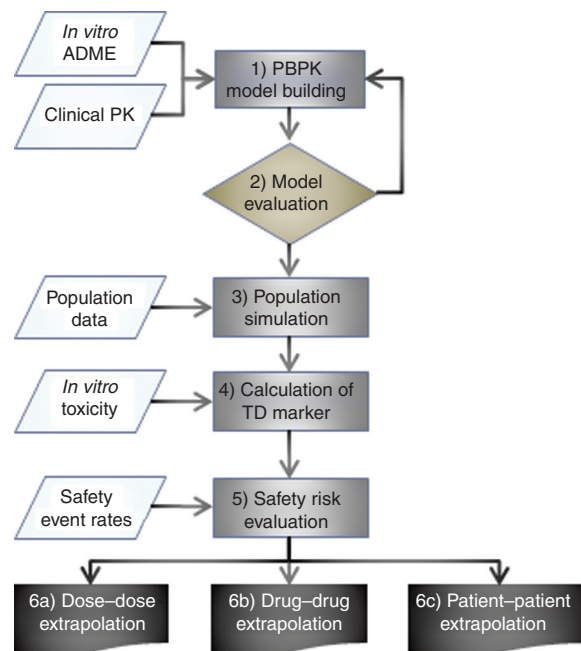 In vitro
ADME
Clinical PK
1) PBPK
model building
2) Model
evaluation
Population
data
3) Population
simulation
In vitro
toxicity
4) Calculation of
TD marker
Safety
event rates
5) Safety risk
evaluation
6a) Dose–dose
extrapolation
6b) Drug–drug
extrapolation
6c) Patient–patient
extrapolation